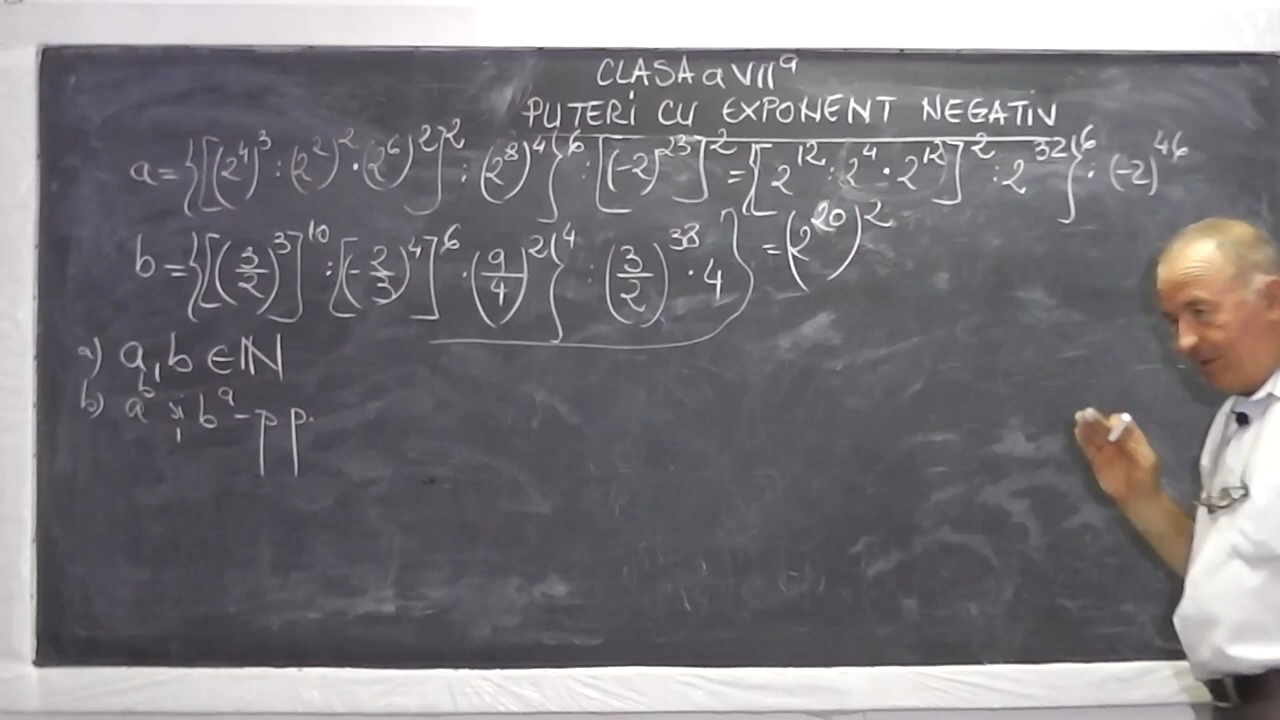 CLASA a VII ᵃ
PUTERI CU EXPONENT NEGATIV
a={[(2⁴)³:(2²)²·(2⁶)²]²:(2⁸)⁴}⁶:[(-2)²³]²={[2¹²:2⁴·2¹²]²:2³²}⁶:(-2)⁴⁶
b={[(3/2)³]¹⁰:[(-2/3)⁴]⁶·(9/4)²}⁴:(3/2)³⁸·4} =(2²⁰)²
a) a,b∈ℕ
b) aᵇ și bᵃ-pp.